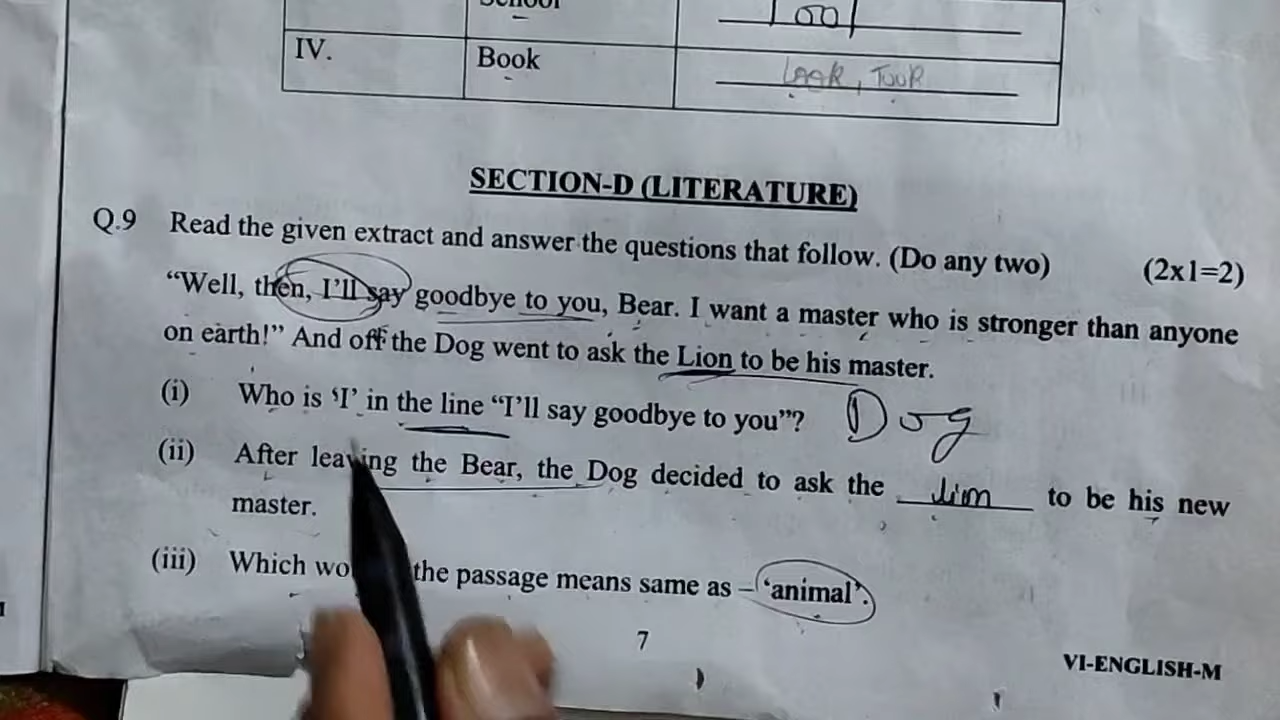 School
IV. Book LOOK, TOOK
SECTION-D (LITERATURE)
Q.9 Read the given extract and answer the questions that follow. (Do any two) (2x1=2)
“Well, then, I’ll say goodbye to you, Bear. I want a master who is stronger than anyone
on earth!” And off the Dog went to ask the Lion to be his master.
(i) Who is ‘I’ in the line “I’ll say goodbye to you”? Dog
(ii) After leaving the Bear, the Dog decided to ask the lion to be his new
master.
(iii) Which the passage means same as – ‘animal’.
7
VI-ENGLISH-M